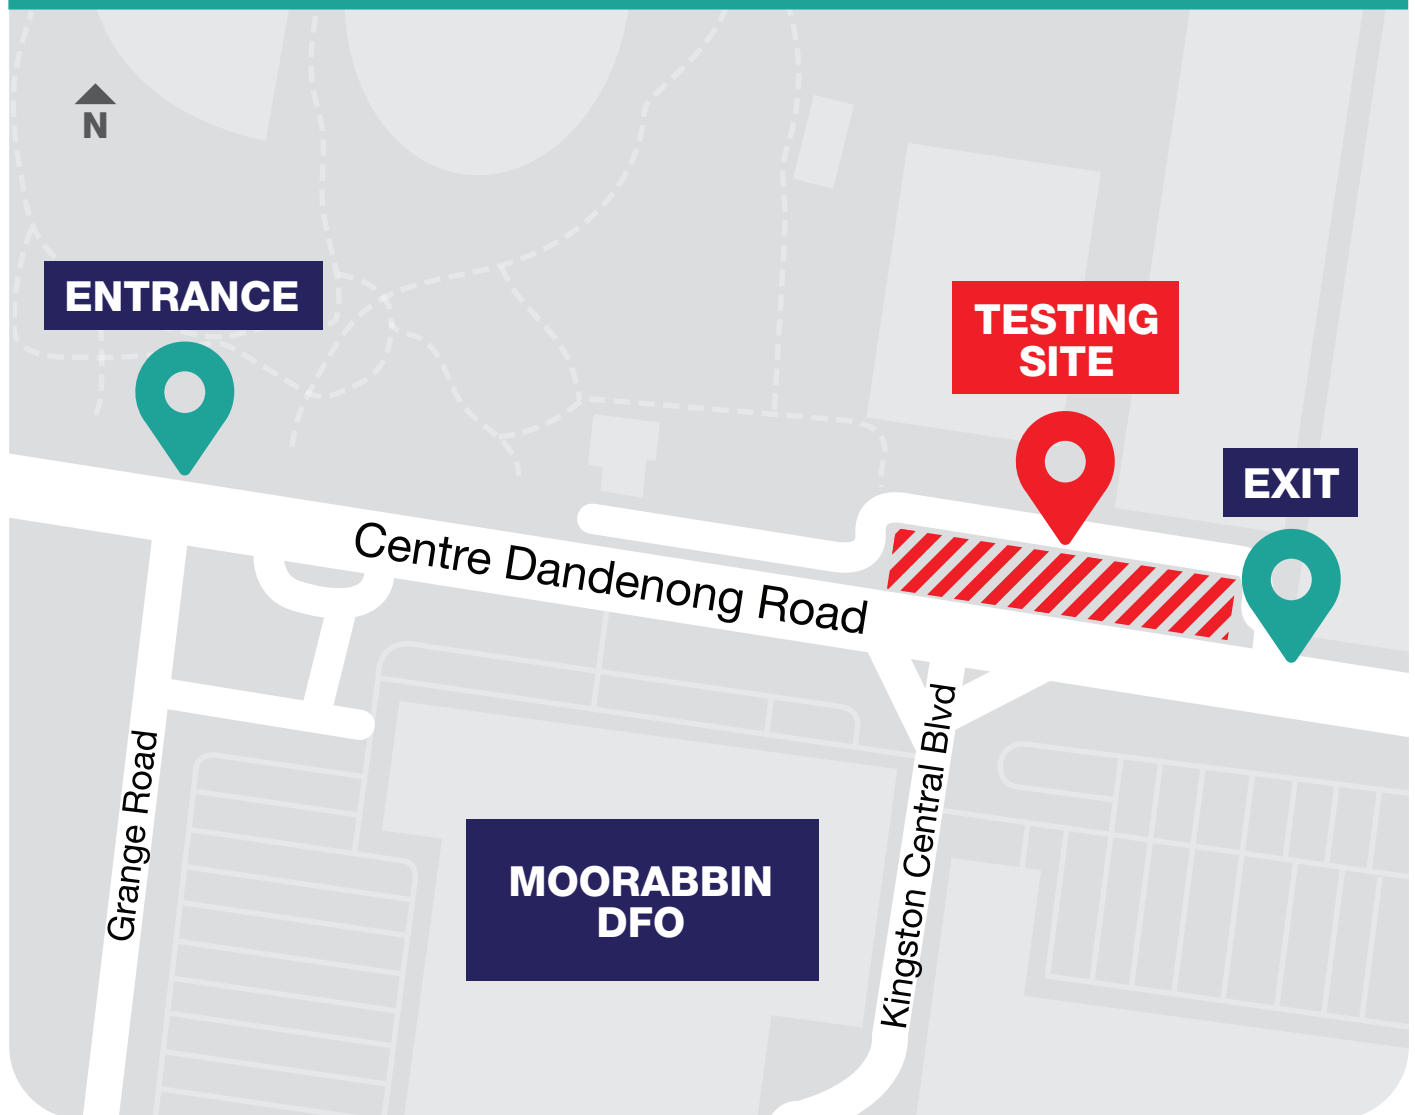 N
ENTRANCE
TESTING
SITE
EXIT
Centre Dandenong Road
Grange Road
Kingston Central Blvd
MOORABBIN
DFO